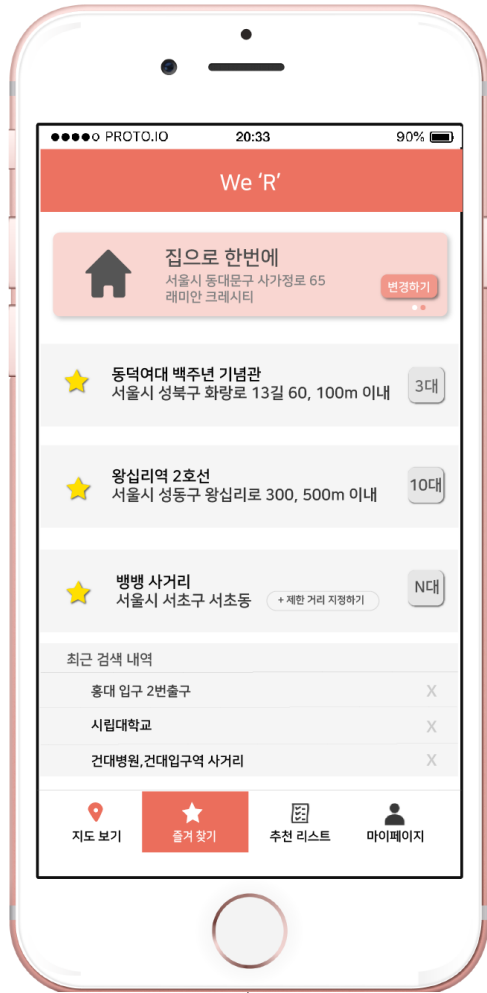 PROTO.IO 20:33 90%
We ‘R’
집으로 한번에
서울시 동대문구 사가정로 65
래미안 크레시티
변경하기
동덕여대 백주년 기념관
서울시 성북구 화랑로 13길 60, 100m 이내
3대
왕십리역 2호선
서울시 성동구 왕십리로 300, 500m 이내
10대
뱅뱅 사거리
서울시 서초구 서초동
+ 제한 거리 지정하기
N대
최근 검색 내역
홍대 입구 2번출구 X
시립대학교 X
건대병원,건대입구역 사거리 X
지도 보기 즐겨 찾기 추천 리스트 마이페이지